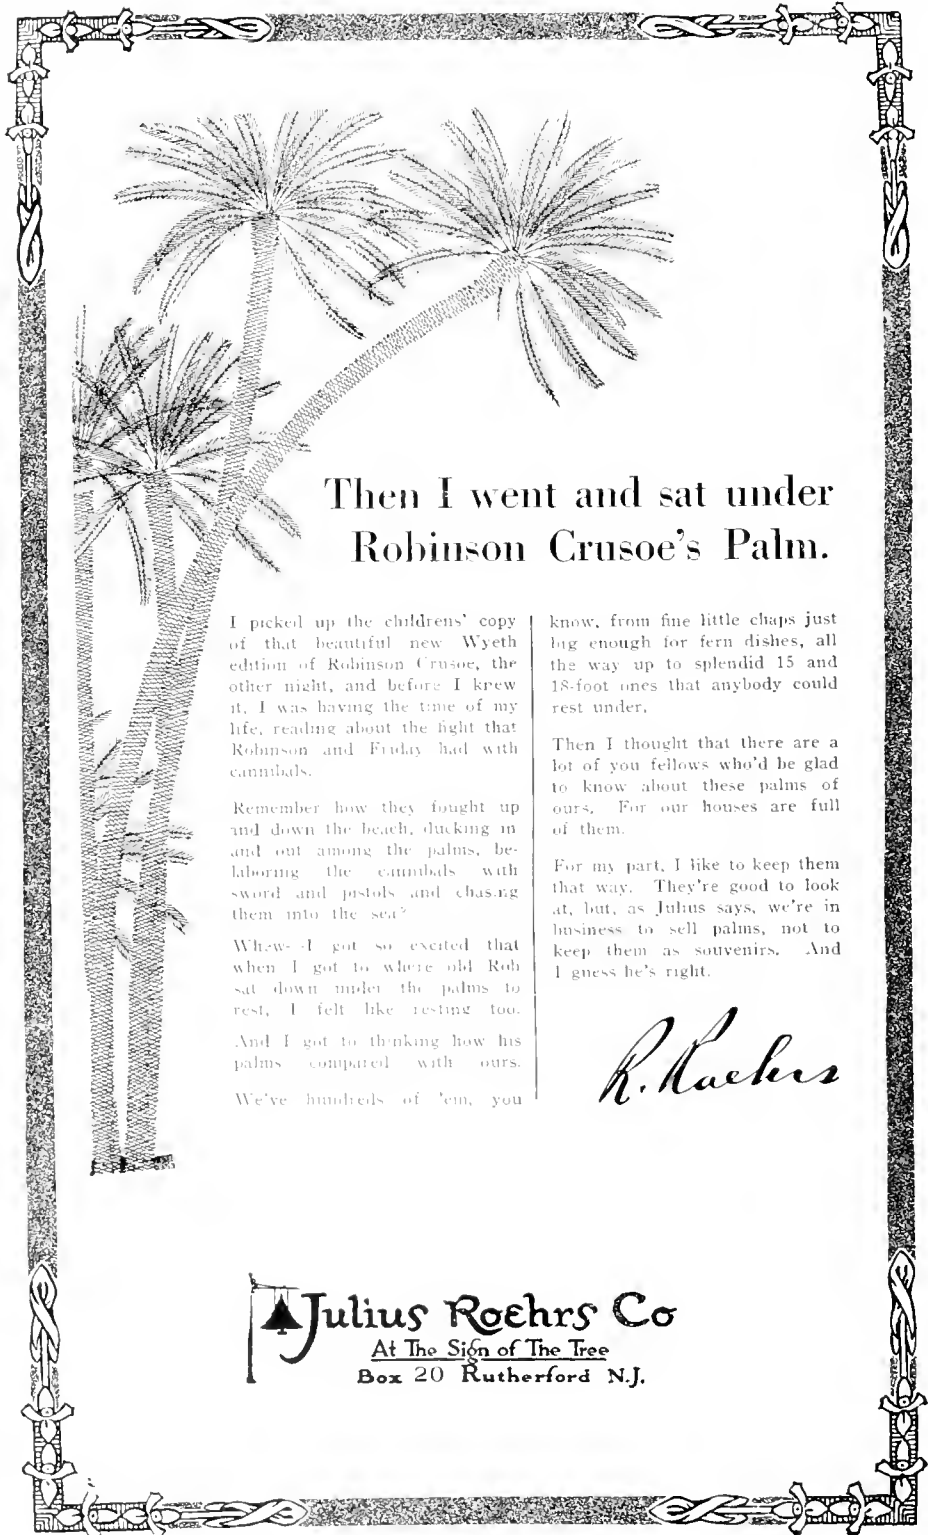 Then I went and sat under
Robinson Crusoe's Palm.
I picked up the childrens' copy
of that beautiful new Wyeth
edition of Robinson Crusoe, the
other night, and before I knew
it, I was having the time of my
life, reading about the fight that
Robinson and Friday had with
cannibals.
Remember how they fought up
and down the beach, ducking in
and out among the palms, be-
laboring the cannibals with
sword and pistols and chasing
them into the sea?
Whew--I got so excited that
when I got to where old Rob
sat down under the palms to
rest, I felt like resting too.
And I got to thinking how his
palms compared with ours.
We've hundreds of 'em, you
know, from fine little chaps just
big enough for fern dishes, all
the way up to splendid 15 and
18-foot ones that anybody could
rest under.
Then I thought that there are a
lot of you fellows who'd be glad
to know about these palms of
ours. For our houses are full
of them.
For my part, I like to keep them
that way. They're good to look
at, but, as Julius says, we're in
business to sell palms, not to
keep them as souvenirs. And
I guess he's right.
R. Roehrs
Julius Roehrs Co
At The Sign of The Tree
Box 20 Rutherford N.J.